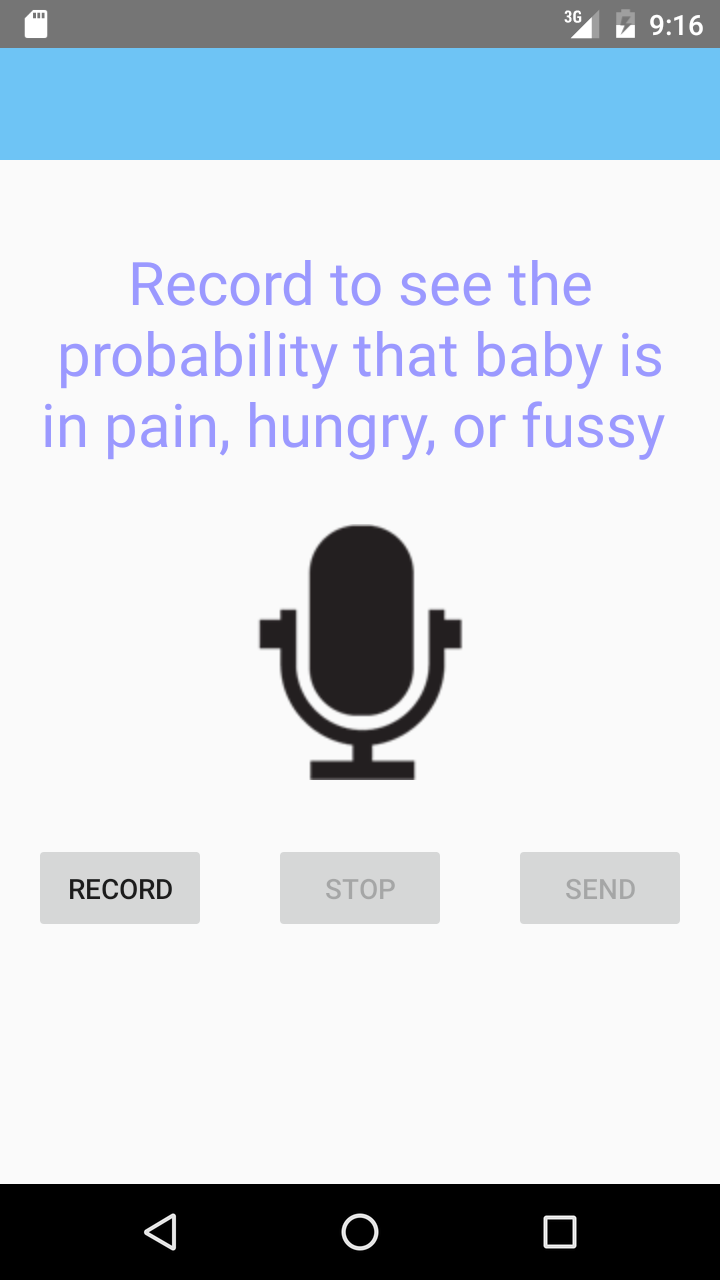 3G 9:16
Record to see the
probability that baby is
in pain, hungry, or fussy
RECORD STOP SEND